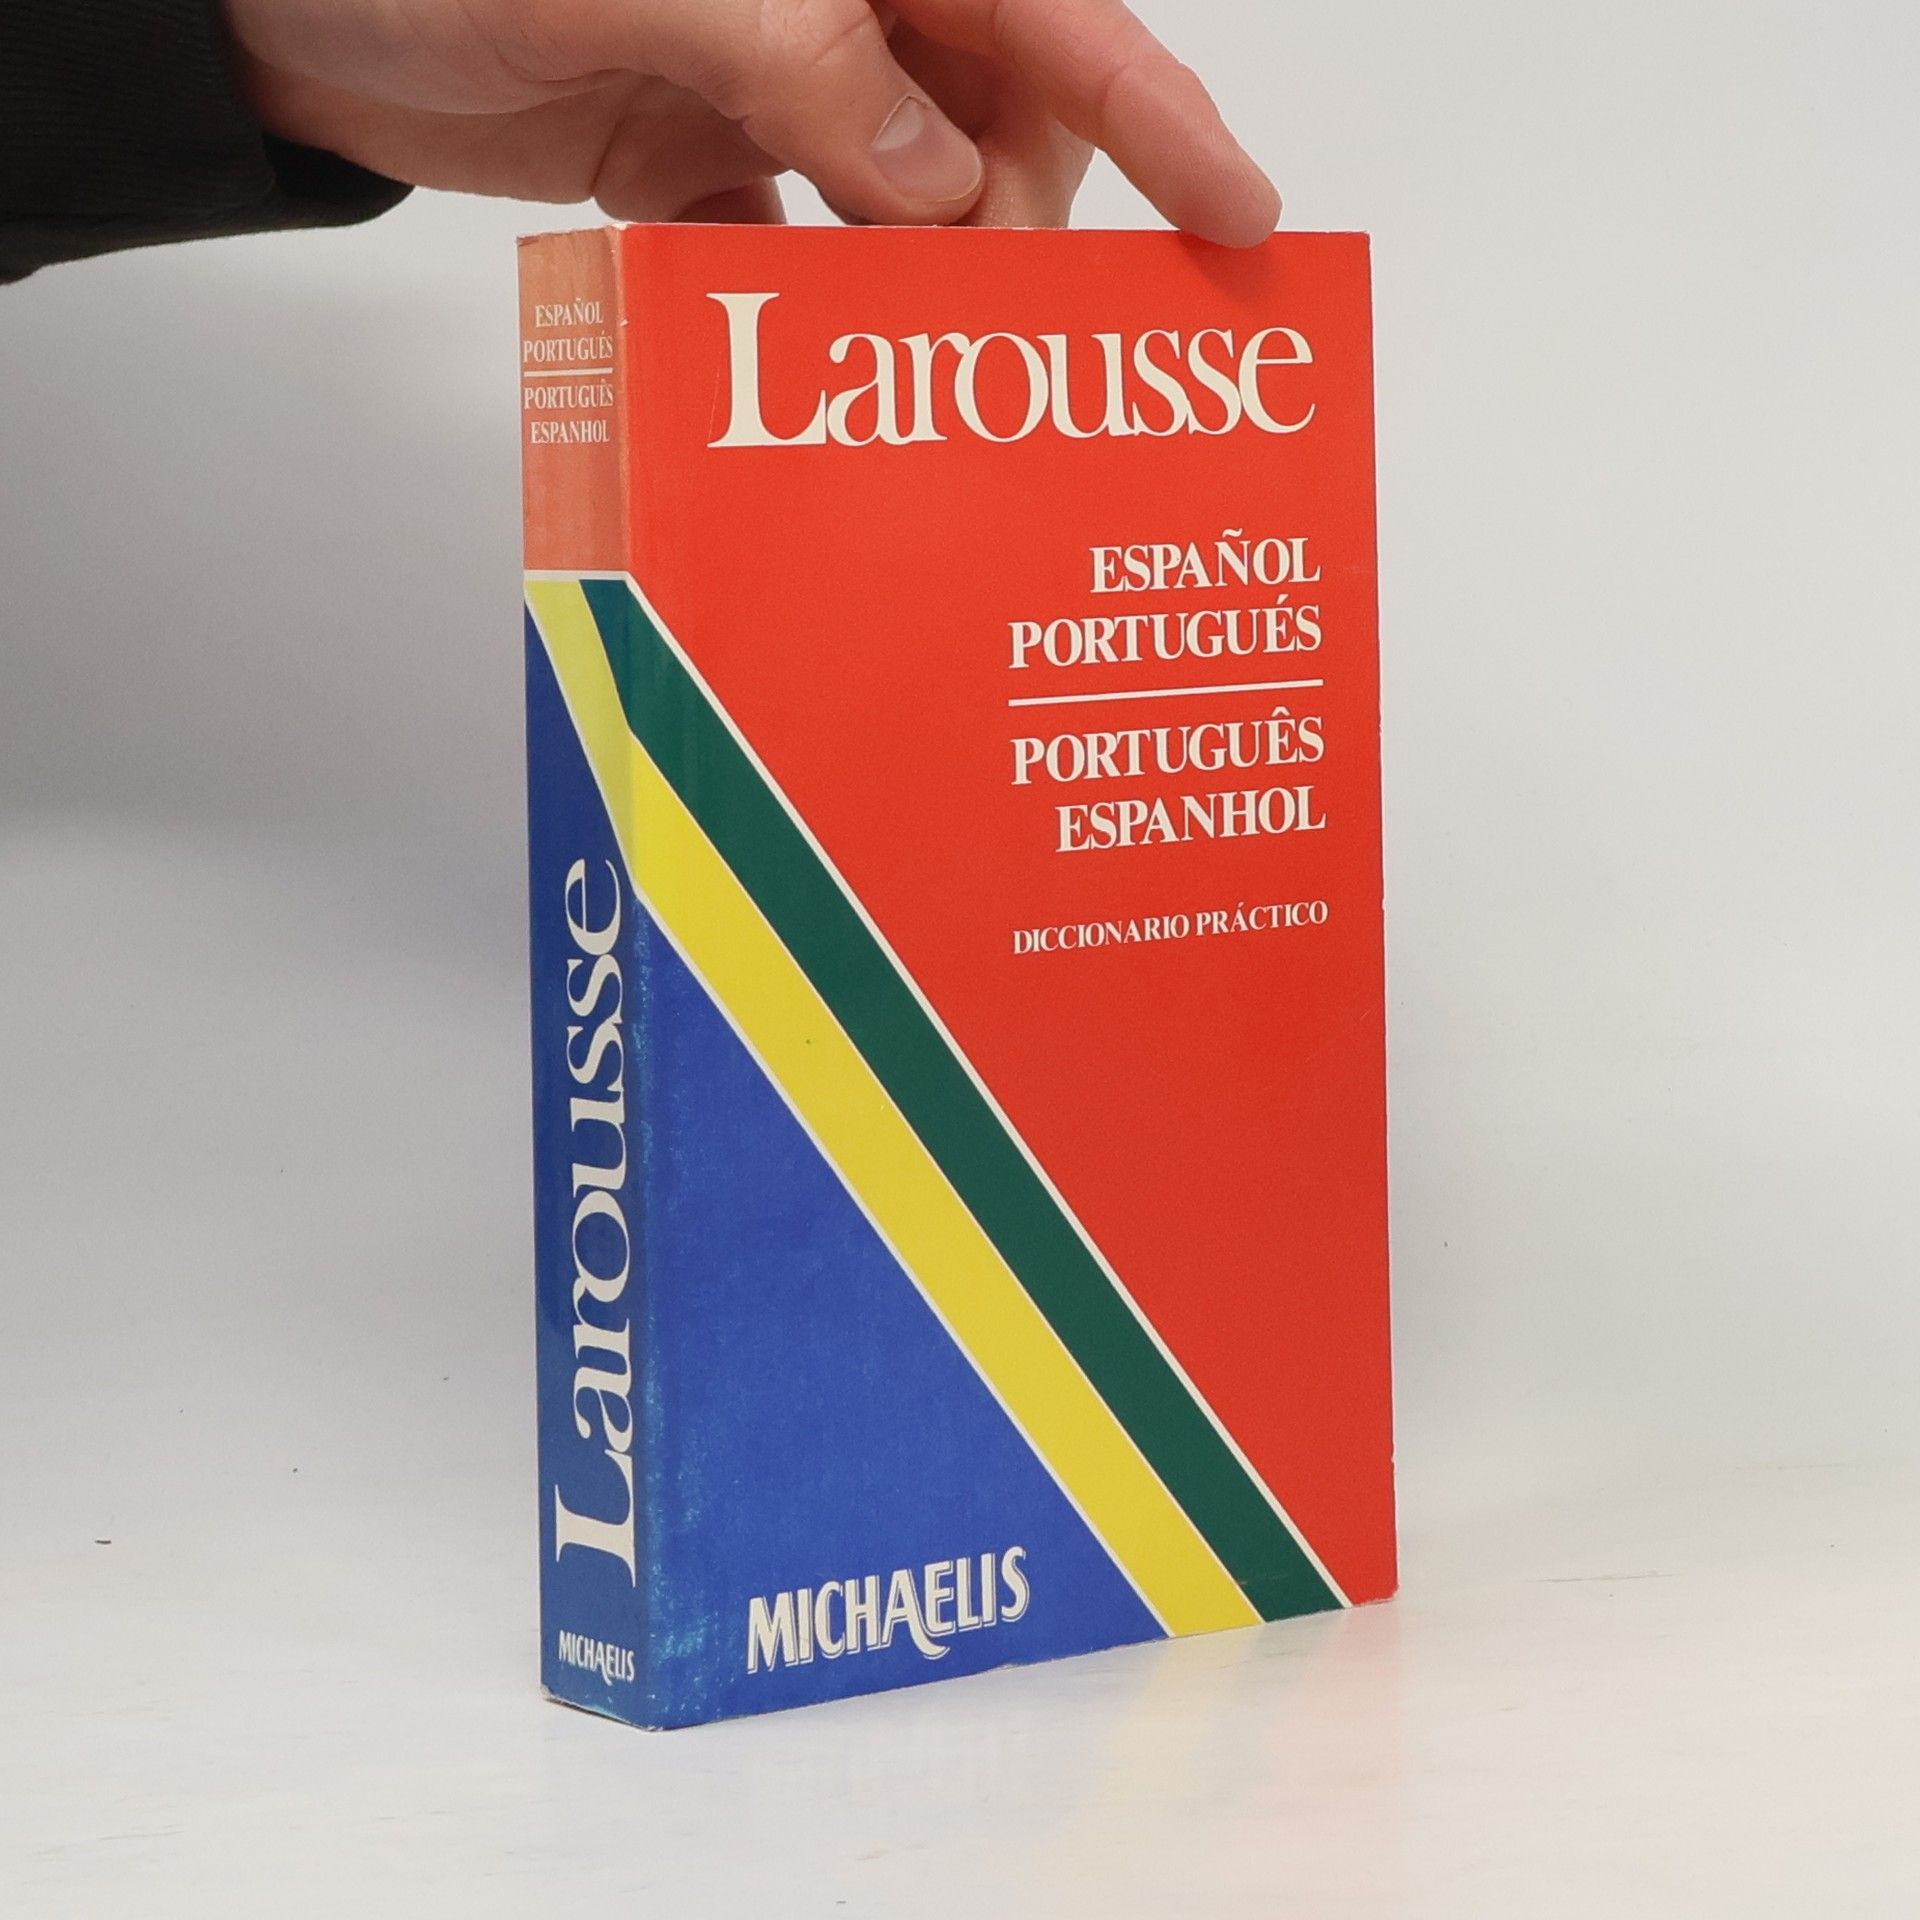 ESPAÑOL
PORTUGUÉS
PORTUGUÊS
ESPANHOL
Larousse
MICHAELIS
Larousse
ESPAÑOL
PORTUGUÉS
PORTUGUÊS
ESPANHOL
DICCIONARIO PRÁCTICO
MICHAELIS